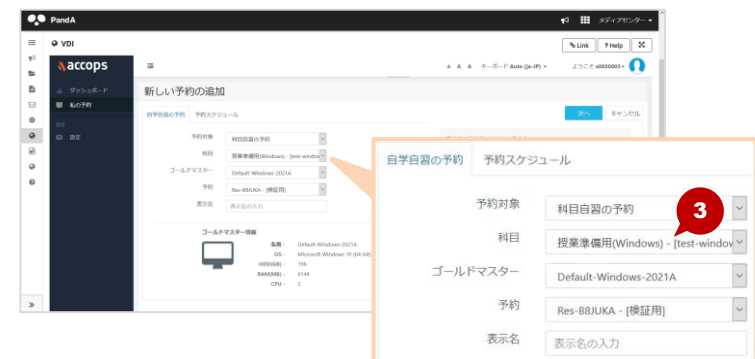 PandA
メディアセンター
VDI
Link
? Help
accops
A A A キーボード Auto (ja-JP)
ようこそ a0030003
ダッシュボード
私の予約
設定
設定
新しい予約の追加
自学自習の予約 予約スケジュール
次へ キャンセル
予約対象 科目自習の予約
科目 授業準備用(Windows) - [test-window
ゴールドマスター Default-Windows-2021A
予約 Res-B8JUKA - [検証用]
表示名 表示名の入力
ゴールドマスター情報
名前 - Default-Windows-2021A
OS - Microsoft Windows 10 (64-bit)
HDD(GB) - 196
RAM(MB) - 6144
CPU - 2
自学自習の予約 予約スケジュール
予約対象 科目自習の予約
3
科目 授業準備用(Windows) - [test-window
ゴールドマスター Default-Windows-2021A
予約 Res-B8JUKA - [検証用]
表示名 表示名の入力